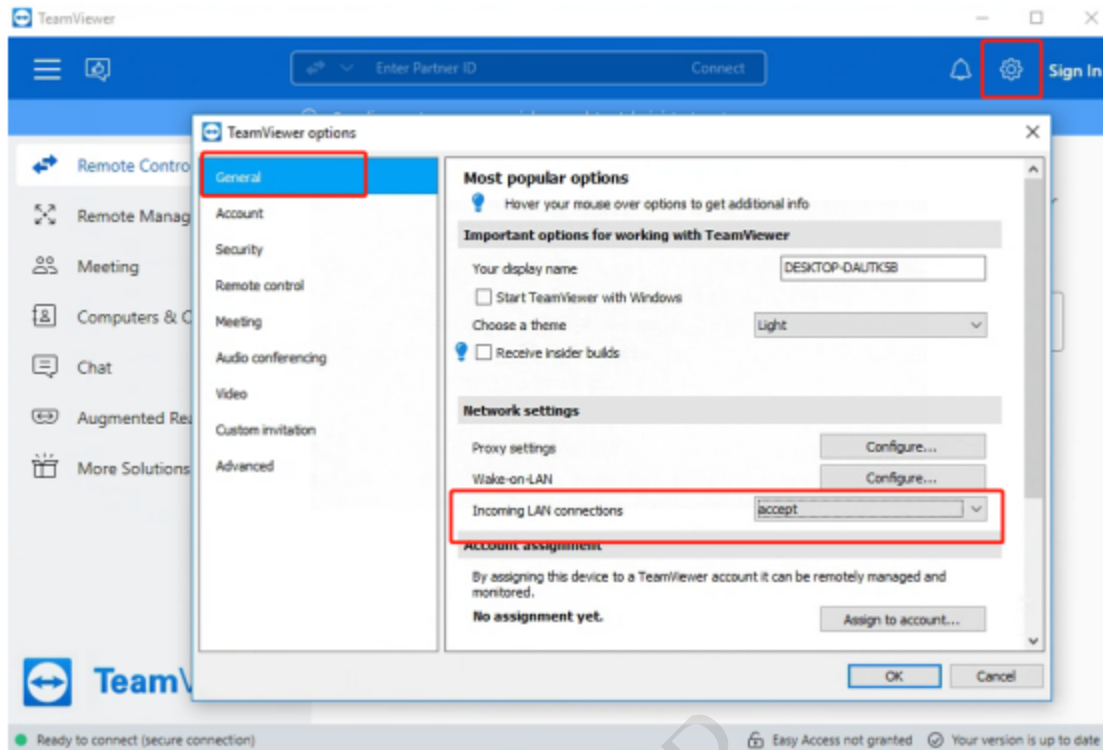 TeamViewer
Enter Partner ID Connect Sign In
TeamViewer options
Remote Contro
Remote Manag
Meeting
Computers & C
Chat
Augmented Rea
More Solutions
General
Account
Security
Remote control
Meeting
Audio conferencing
Video
Custom invitation
Advanced
Most popular options
Hover your mouse over options to get additional info
Important options for working with TeamViewer
Your display name DESKTOP-DAUTKSB
Start TeamViewer with Windows
Choose a theme Light
Receive insider builds
Network settings
Proxy settings Configure...
Wake-on-LAN Configure...
Incoming LAN connections accept
Account assignment
By assigning this device to a TeamViewer account it can be remotely managed and
monitored.
No assignment yet. Assign to account...
OK Cancel
Team
Ready to connect (secure connection) Easy Access not granted Your version is up to date